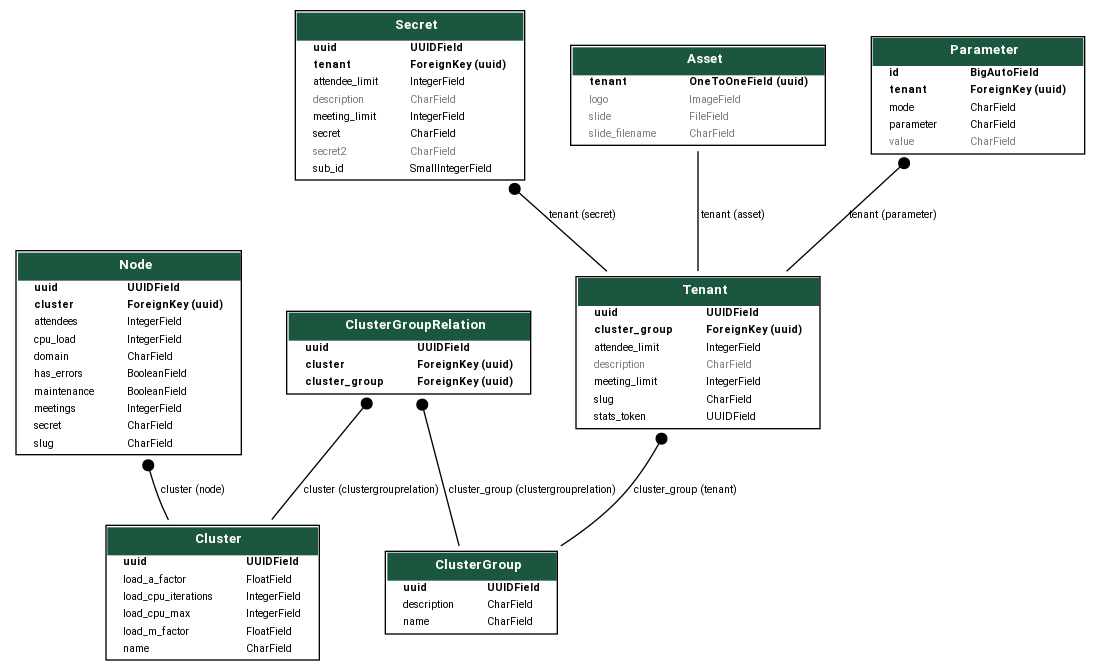 Secret
uuid UUIDField
tenant ForeignKey (uuid)
attendee_limit IntegerField
description CharField
meeting_limit IntegerField
secret CharField
secret2 CharField
sub_id SmallIntegerField
Asset
tenant OneToOneField (uuid)
logo ImageField
slide FileField
slide_filename CharField
Parameter
id BigAutoField
tenant ForeignKey (uuid)
mode CharField
parameter CharField
value CharField
tenant (secret)
tenant (asset)
tenant (parameter)
Node
uuid UUIDField
cluster ForeignKey (uuid)
attendees IntegerField
cpu_load IntegerField
domain CharField
has_errors BooleanField
maintenance BooleanField
meetings IntegerField
secret CharField
slug CharField
ClusterGroupRelation
uuid UUIDField
cluster ForeignKey (uuid)
cluster_group ForeignKey (uuid)
Tenant
uuid UUIDField
cluster_group ForeignKey (uuid)
attendee_limit IntegerField
description CharField
meeting_limit IntegerField
slug CharField
stats_token UUIDField
cluster (node)
cluster (clustergrouprelation)
cluster_group (clustergrouprelation)
cluster_group (tenant)
Cluster
uuid UUIDField
load_a_factor FloatField
load_cpu_iterations IntegerField
load_cpu_max IntegerField
load_m_factor FloatField
name CharField
ClusterGroup
uuid UUIDField
description CharField
name CharField